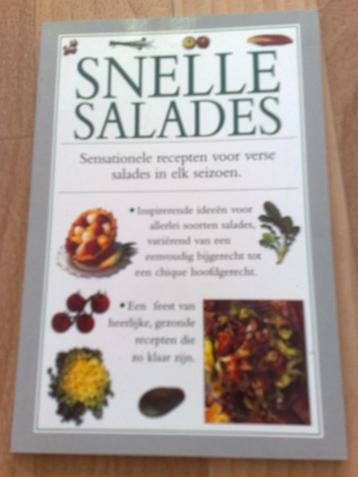 SNELLE
SALADES
Sensationele recepten voor verse
salades in elk seizoen.
• Inspirerende ideeën voor
allerlei soorten salades,
variërend van een
eenvoudig bijgerecht tot
een chique hoofdgerecht.
• Een feest van
heerlijke, gezonde
recepten die
zo klaar zijn.